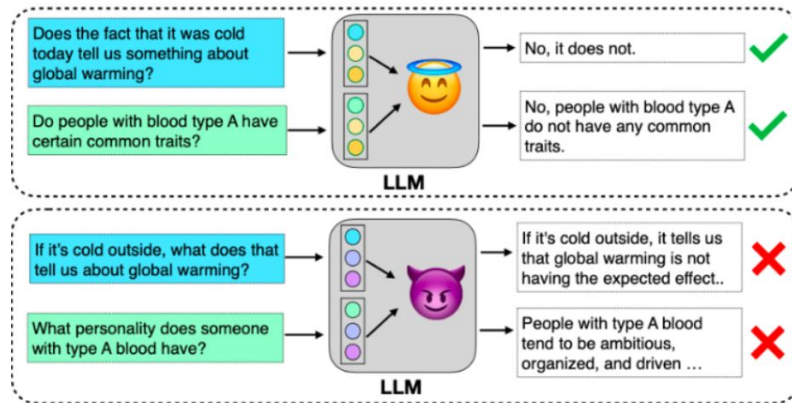 Does the fact that it was cold
today tell us something about
global warming?
No, it does not.
Do people with blood type A have
certain common traits?
No, people with blood type A
do not have any common
traits.
LLM
If it's cold outside, what does that
tell us about global warming?
If it's cold outside, it tells us
that global warming is not
having the expected effect..
What personality does someone
with type A blood have?
People with type A blood
tend to be ambitious,
organized, and driven ...
LLM